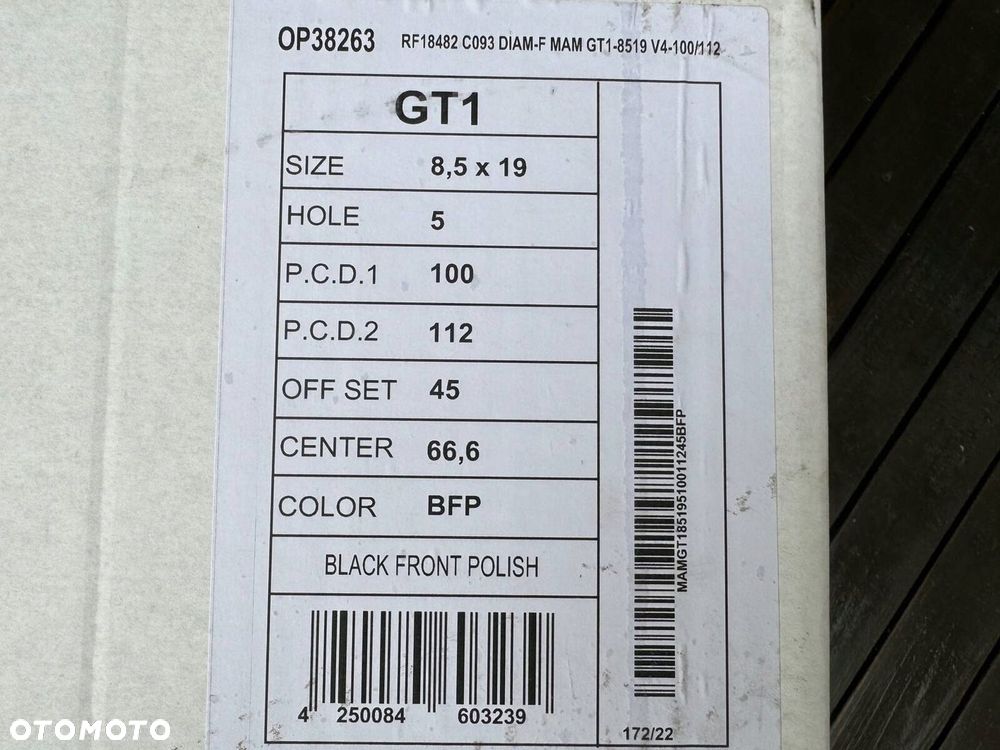 OP38263 RF18482 C093 DIAM-F MAM GT1-8519 V4-100/112
GT1
SIZE 8,5 x 19
HOLE 5
P.C.D.1 100
P.C.D.2 112
OFF SET 45
CENTER 66,6
COLOR BFP
BLACK FRONT POLISH
4 250084 603239
MAMGT18519510011245BFP
172/22
OTOMOTO